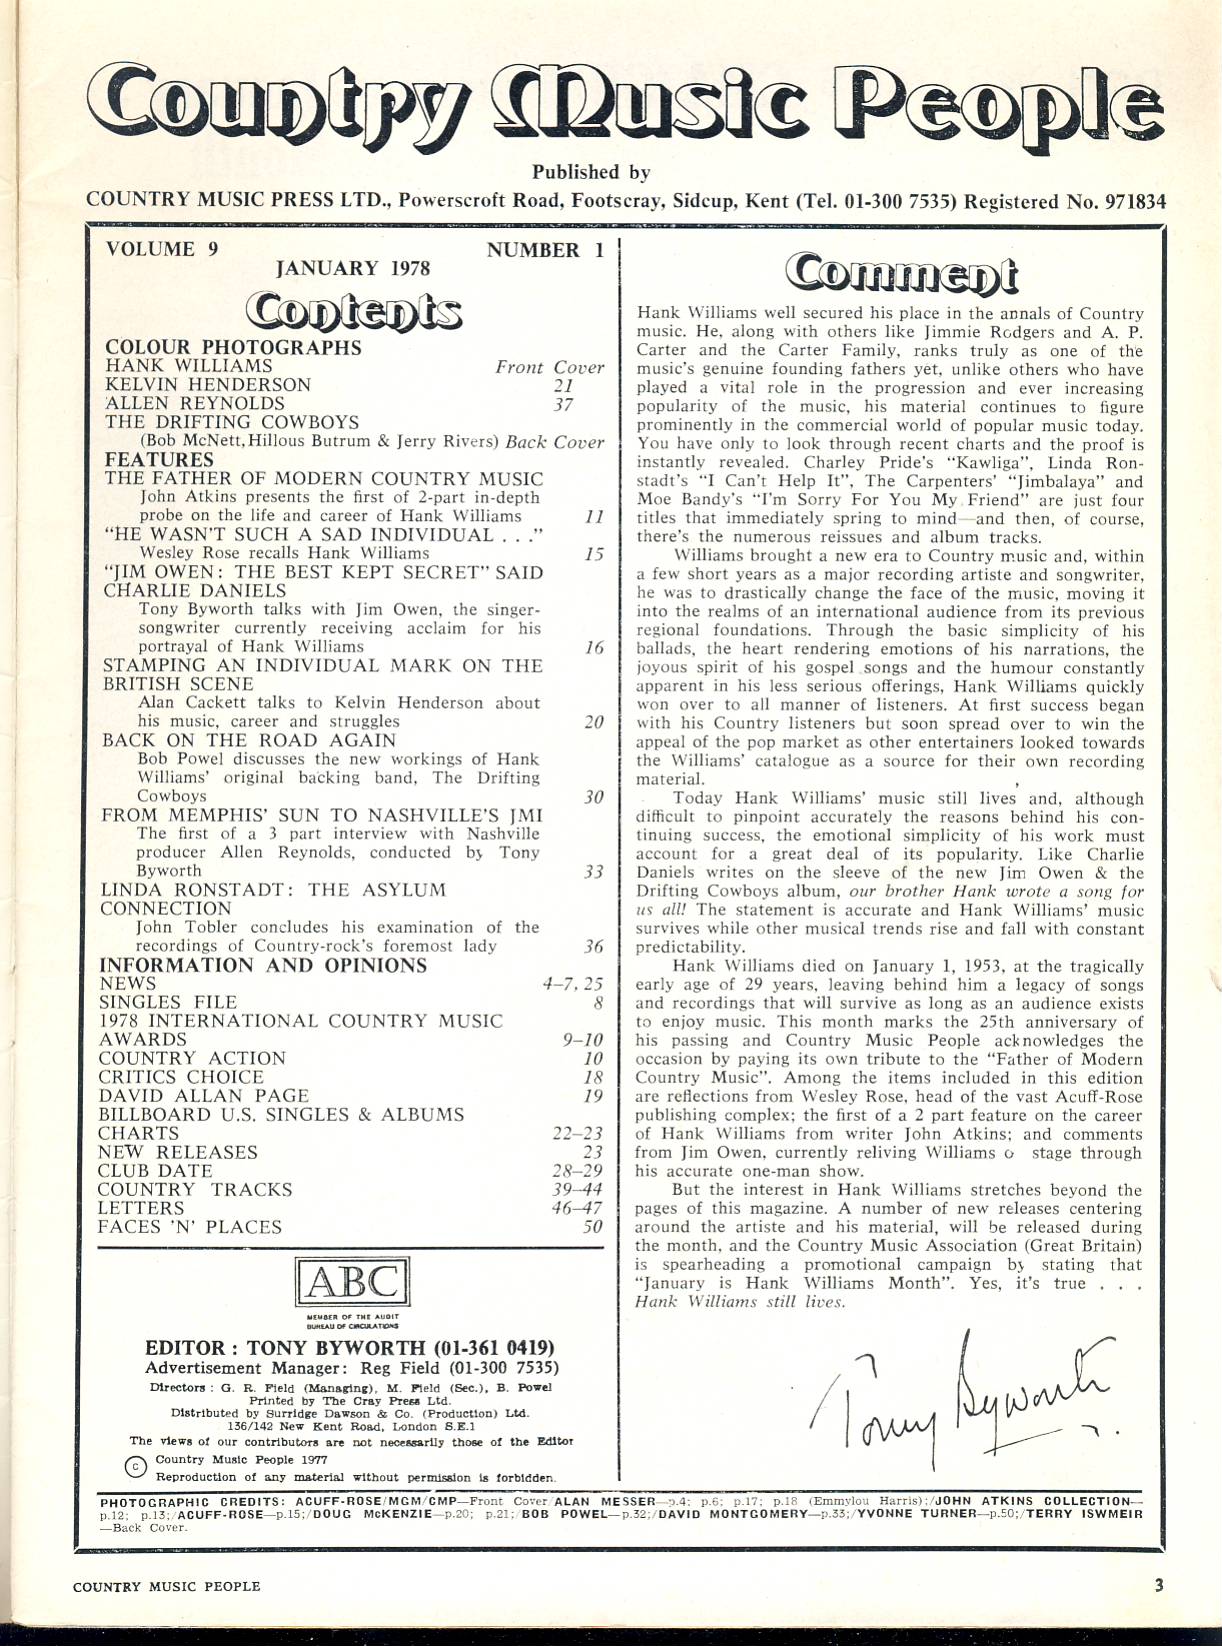 Country Music People
Published by
COUNTRY MUSIC PRESS LTD., Powerscroft Road, Footscray, Sidcup, Kent (Tel. 01-300 7535) Registered No. 971834
VOLUME 9 NUMBER 1
JANUARY 1978
Contents
COLOUR PHOTOGRAPHS
HANK WILLIAMS Front Cover
KELVIN HENDERSON 21
ALLEN REYNOLDS 37
THE DRIFTING COWBOYS
(Bob McNett, Hillous Butrum & Jerry Rivers) Back Cover
FEATURES
THE FATHER OF MODERN COUNTRY MUSIC
John Atkins presents the first of 2-part in-depth
probe on the life and career of Hank Williams 11
“HE WASN'T SUCH A SAD INDIVIDUAL . . .”
Wesley Rose recalls Hank Williams 15
“JIM OWEN: THE BEST KEPT SECRET” SAID
CHARLIE DANIELS
Tony Byworth talks with Jim Owen, the singer-
songwriter currently receiving acclaim for his
portrayal of Hank Williams 16
STAMPING AN INDIVIDUAL MARK ON THE
BRITISH SCENE
Alan Cackett talks to Kelvin Henderson about
his music, career and struggles 20
BACK ON THE ROAD AGAIN
Bob Powel discusses the new workings of Hank
Williams' original backing band, The Drifting
Cowboys 30
FROM MEMPHIS' SUN TO NASHVILLE'S JMI
The first of a 3 part interview with Nashville
producer Allen Reynolds, conducted by Tony
Byworth 33
LINDA RONSTADT: THE ASYLUM
CONNECTION
John Tobler concludes his examination of the
recordings of Country-rock's foremost lady 36
INFORMATION AND OPINIONS
NEWS 4–7, 25
SINGLES FILE 8
1978 INTERNATIONAL COUNTRY MUSIC
AWARDS 9–10
COUNTRY ACTION 10
CRITICS CHOICE 18
DAVID ALLAN PAGE 19
BILLBOARD U.S. SINGLES & ALBUMS
CHARTS 22–23
NEW RELEASES 23
CLUB DATE 28–29
COUNTRY TRACKS 39–44
LETTERS 46–47
FACES 'N' PLACES 50
ABC
MEMBER OF THE AUDIT
BUREAU OF CIRCULATIONS
EDITOR : TONY BYWORTH (01-361 0419)
Advertisement Manager: Reg Field (01-300 7535)
Directors : G. R. Field (Managing), M. Field (Sec.), B. Powel
Printed by The Cray Press Ltd.
Distributed by Surridge Dawson & Co. (Production) Ltd.
136/142 New Kent Road, London S.E.1
The views of our contributors are not necessarily those of the Editor
© Country Music People 1977
Reproduction of any material without permission is forbidden.
Comment
Hank Williams well secured his place in the annals of Country
music. He, along with others like Jimmie Rodgers and A. P.
Carter and the Carter Family, ranks truly as one of the
music's genuine founding fathers yet, unlike others who have
played a vital role in the progression and ever increasing
popularity of the music, his material continues to figure
prominently in the commercial world of popular music today.
You have only to look through recent charts and the proof is
instantly revealed. Charley Pride's “Kawliga”, Linda Ron-
stadt's “I Can't Help It”, The Carpenters' “Jimbalaya” and
Moe Bandy's “I'm Sorry For You My Friend” are just four
titles that immediately spring to mind—and then, of course,
there's the numerous reissues and album tracks.
Williams brought a new era to Country music and, within
a few short years as a major recording artiste and songwriter,
he was to drastically change the face of the music, moving it
into the realms of an international audience from its previous
regional foundations. Through the basic simplicity of his
ballads, the heart rendering emotions of his narrations, the
joyous spirit of his gospel songs and the humour constantly
apparent in his less serious offerings, Hank Williams quickly
won over to all manner of listeners. At first success began
with his Country listeners but soon spread over to win the
appeal of the pop market as other entertainers looked towards
the Williams' catalogue as a source for their own recording
material.
Today Hank Williams' music still lives and, although
difficult to pinpoint accurately the reasons behind his con-
tinuing success, the emotional simplicity of his work must
account for a great deal of its popularity. Like Charlie
Daniels writes on the sleeve of the new Jim Owen & the
Drifting Cowboys album, our brother Hank wrote a song for
us all! The statement is accurate and Hank Williams' music
survives while other musical trends rise and fall with constant
predictability.
Hank Williams died on January 1, 1953, at the tragically
early age of 29 years, leaving behind him a legacy of songs
and recordings that will survive as long as an audience exists
to enjoy music. This month marks the 25th anniversary of
his passing and Country Music People acknowledges the
occasion by paying its own tribute to the “Father of Modern
Country Music”. Among the items included in this edition
are reflections from Wesley Rose, head of the vast Acuff-Rose
publishing complex; the first of a 2 part feature on the career
of Hank Williams from writer John Atkins; and comments
from Jim Owen, currently reliving Williams o stage through
his accurate one-man show.
But the interest in Hank Williams stretches beyond the
pages of this magazine. A number of new releases centering
around the artiste and his material, will be released during
the month, and the Country Music Association (Great Britain)
is spearheading a promotional campaign by stating that
“January is Hank Williams Month”. Yes, it's true . . .
Hank Williams still lives.
Tony Byworth
PHOTOGRAPHIC CREDITS: ACUFF-ROSE/MGM/CMP—Front Cover/ALAN MESSER—p.4; p.6; p.17; p.18 (Emmylou Harris);/JOHN ATKINS COLLECTION—
p.12; p.13;/ACUFF-ROSE—p.15;/DOUG McKENZIE—p.20; p.21;/BOB POWEL—p.32;/DAVID MONTGOMERY—p.33;/YVONNE TURNER—p.50;/TERRY ISWMEIR
—Back Cover.
COUNTRY MUSIC PEOPLE 3